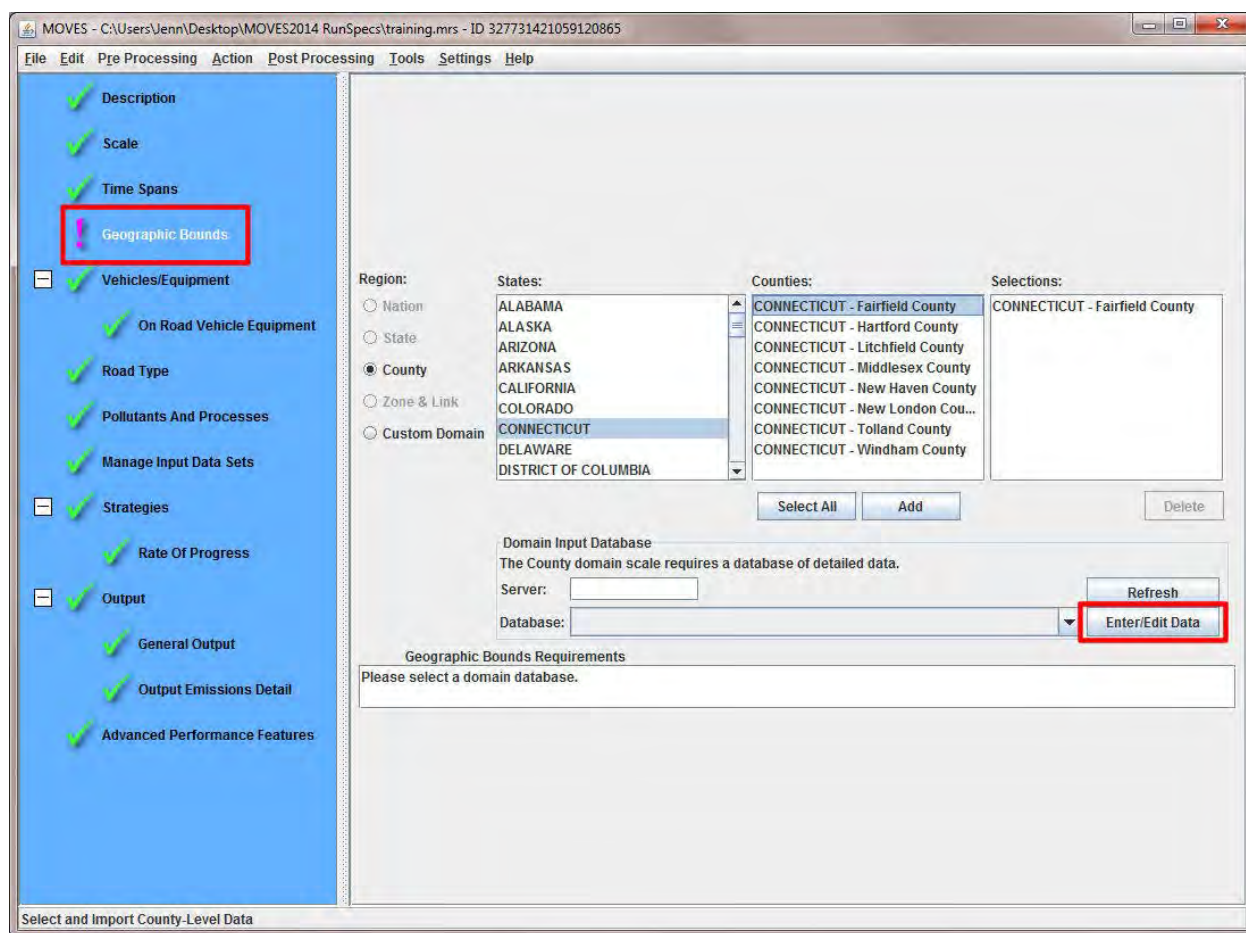 MOVES - C:\Users\Jenn\Desktop\MOVES2014 RunSpecs\training.mrs - ID 327731421059120865
File Edit Pre Processing Action Post Processing Tools Settings Help
Description
Scale
Time Spans
Geographic Bounds
Vehicles/Equipment
On Road Vehicle Equipment
Road Type
Pollutants And Processes
Manage Input Data Sets
Strategies
Rate Of Progress
Output
General Output
Output Emissions Detail
Advanced Performance Features
Region:
Nation
State
County
Zone & Link
Custom Domain
States:
ALABAMA
ALASKA
ARIZONA
ARKANSAS
CALIFORNIA
COLORADO
CONNECTICUT
DELAWARE
DISTRICT OF COLUMBIA
Counties:
CONNECTICUT - Fairfield County
CONNECTICUT - Hartford County
CONNECTICUT - Litchfield County
CONNECTICUT - Middlesex County
CONNECTICUT - New Haven County
CONNECTICUT - New London Cou...
CONNECTICUT - Tolland County
CONNECTICUT - Windham County
Selections:
CONNECTICUT - Fairfield County
Select All Add Delete
Domain Input Database
The County domain scale requires a database of detailed data.
Server:
Refresh
Database:
Enter/Edit Data
Geographic Bounds Requirements
Please select a domain database.
Select and Import County-Level Data